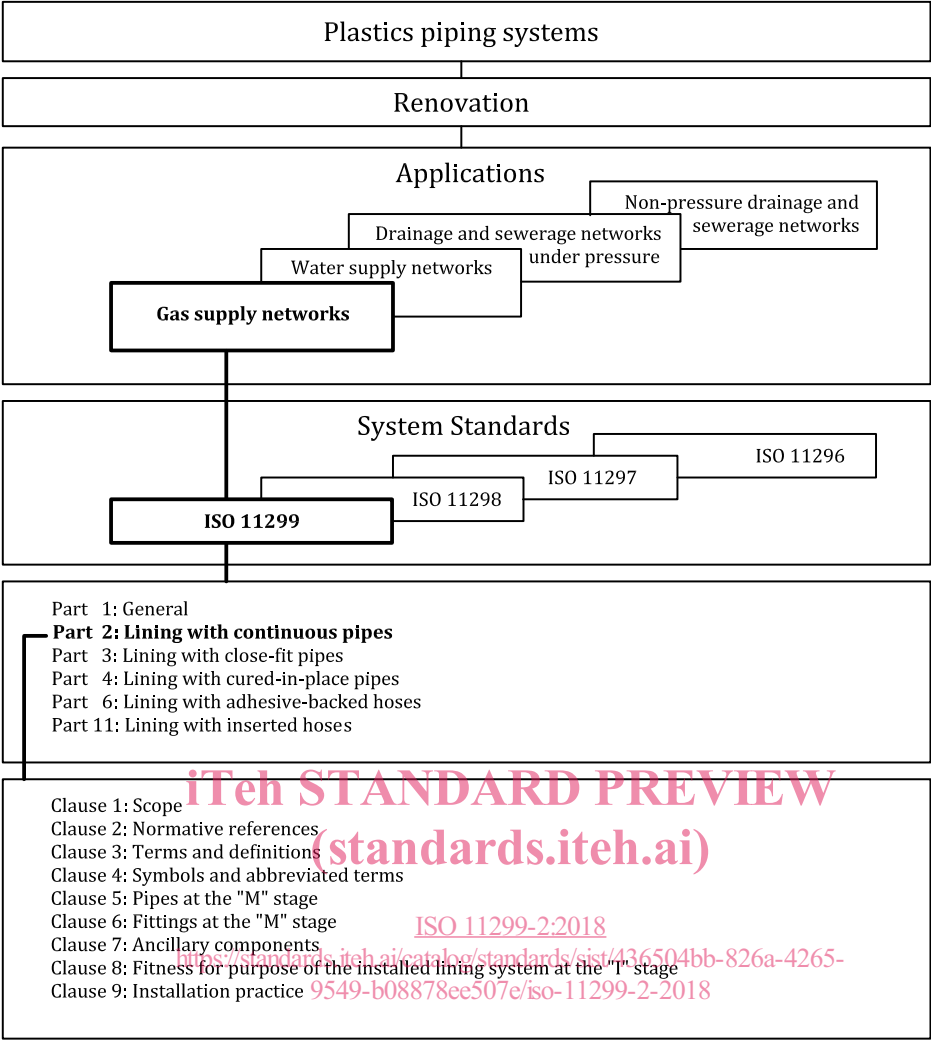 Plastics piping systems
Renovation
Applications
Non-pressure drainage and
sewerage networks
Drainage and sewerage networks
under pressure
Water supply networks
Gas supply networks
System Standards
ISO 11296
ISO 11297
ISO 11298
ISO 11299
Part 1: General
Part 2: Lining with continuous pipes
Part 3: Lining with close-fit pipes
Part 4: Lining with cured-in-place pipes
Part 6: Lining with adhesive-backed hoses
Part 11: Lining with inserted hoses
iTeh STANDARD PREVIEW
(standards.iteh.ai)
Clause 1: Scope
Clause 2: Normative references
Clause 3: Terms and definitions
Clause 4: Symbols and abbreviated terms
Clause 5: Pipes at the "M" stage
Clause 6: Fittings at the "M" stage
ISO 11299-2:2018
Clause 7: Ancillary components
https://standards.iteh.ai/catalog/standards/sist/436504bb-826a-4265-
Clause 8: Fitness for purpose of the installed lining system at the "I" stage
Clause 9: Installation practice
9549-b08878ee507e/iso-11299-2-2018